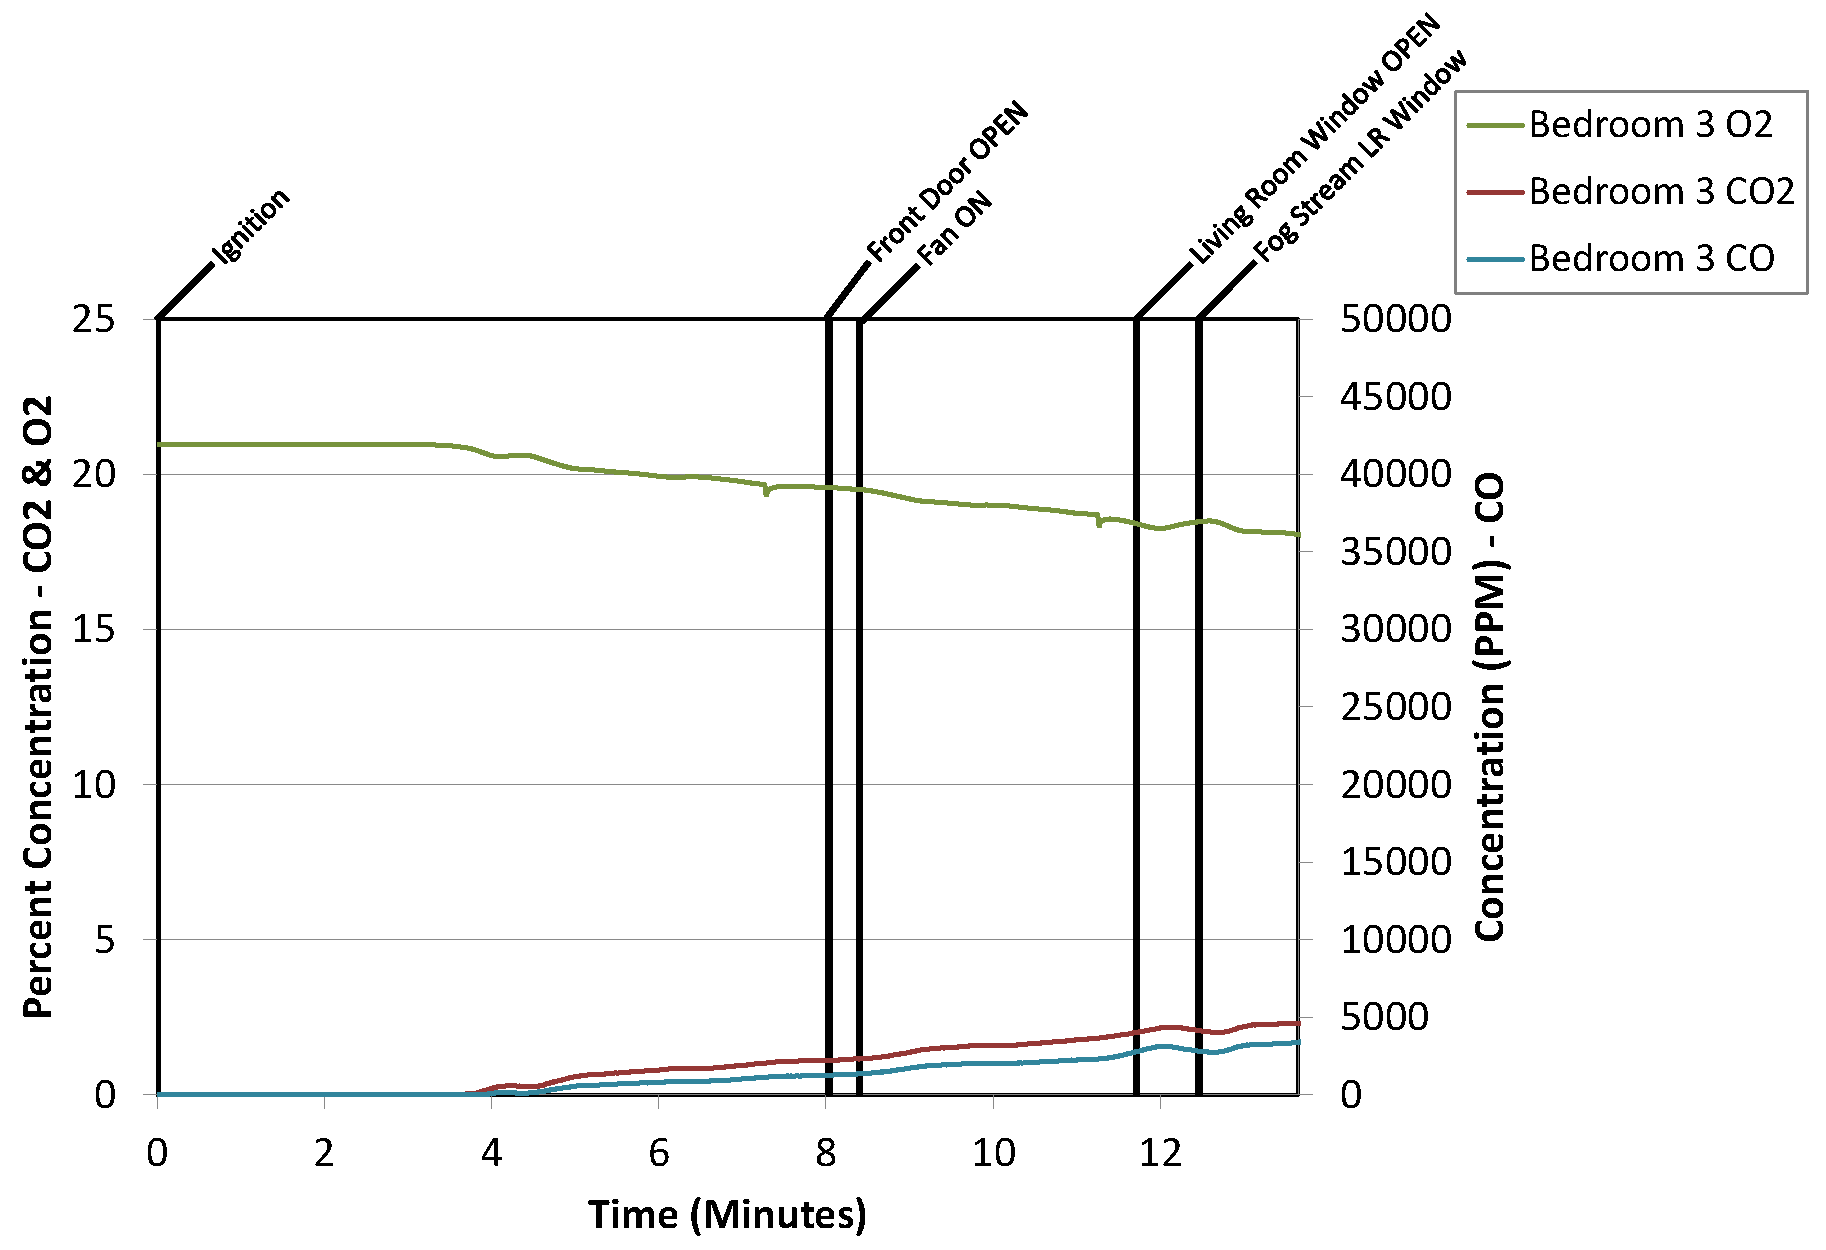 Ignition
Front Door OPEN
Fan ON
Living Room Window OPEN
Fog Stream LR Window
Bedroom 3 O2
Bedroom 3 CO2
Bedroom 3 CO
Percent Concentration - CO2 & O2
25
20
15
10
5
0
50000
45000
40000
35000
30000
25000
20000
15000
10000
5000
0
Concentration (PPM) - CO
0 2 4 6 8 10 12
Time (Minutes)